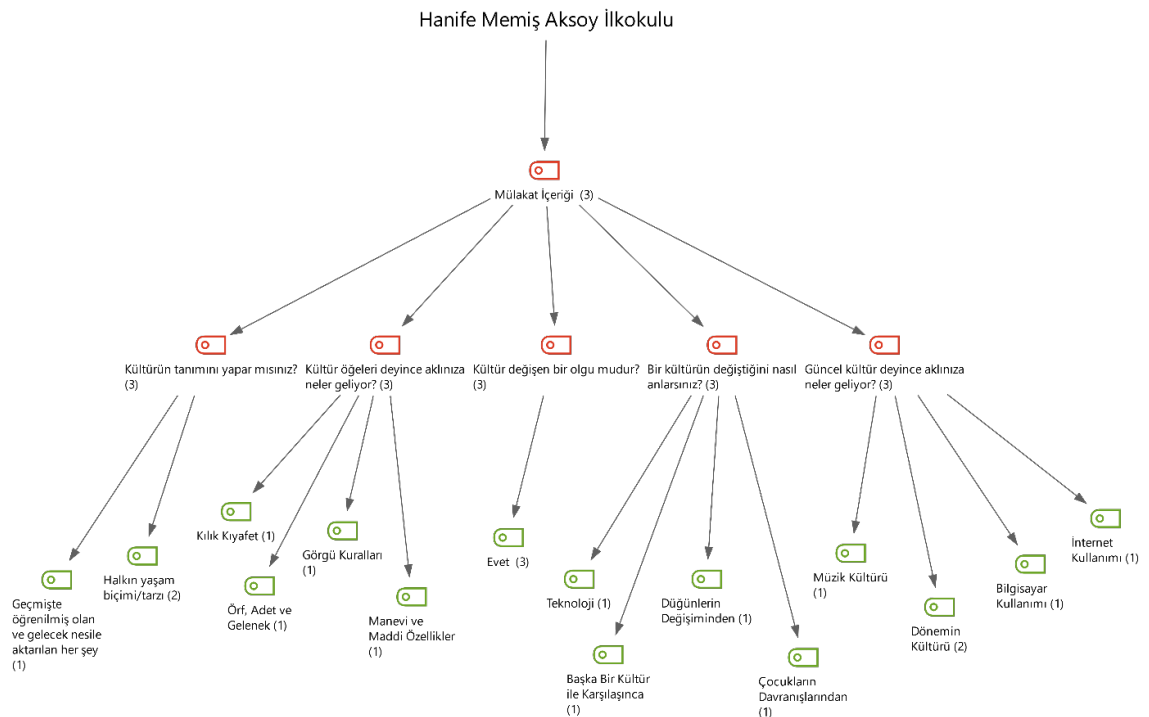 Hanife Memiş Aksoy İlkokulu
Mülakat İçeriği (3)
Kültürün tanımını yapar mısınız?
(3)
Kültür öğeleri deyince aklınıza
neler geliyor? (3)
Kültür değişen bir olgu mudur?
(3)
Bir kültürün değiştiğini nasıl
anlarsınız? (3)
Güncel kültür deyince aklınıza
neler geliyor? (3)
Geçmişte
öğrenilmiş olan
ve gelecek nesile
aktarılan her şey
(1)
Halkın yaşam
biçimi/tarzı (2)
Kılık Kıyafet (1)
Örf, Adet ve
Gelenek (1)
Görgü Kuralları
(1)
Manevi ve
Maddi Özellikler
(1)
Evet (3)
Teknoloji (1)
Başka Bir Kültür
ile Karşılaşınca
(1)
Düğünlerin
Değişiminden (1)
Çocukların
Davranışlarından
(1)
Müzik Kültürü
(1)
Dönemin
Kültürü (2)
Bilgisayar
Kullanımı (1)
İnternet
Kullanımı (1)